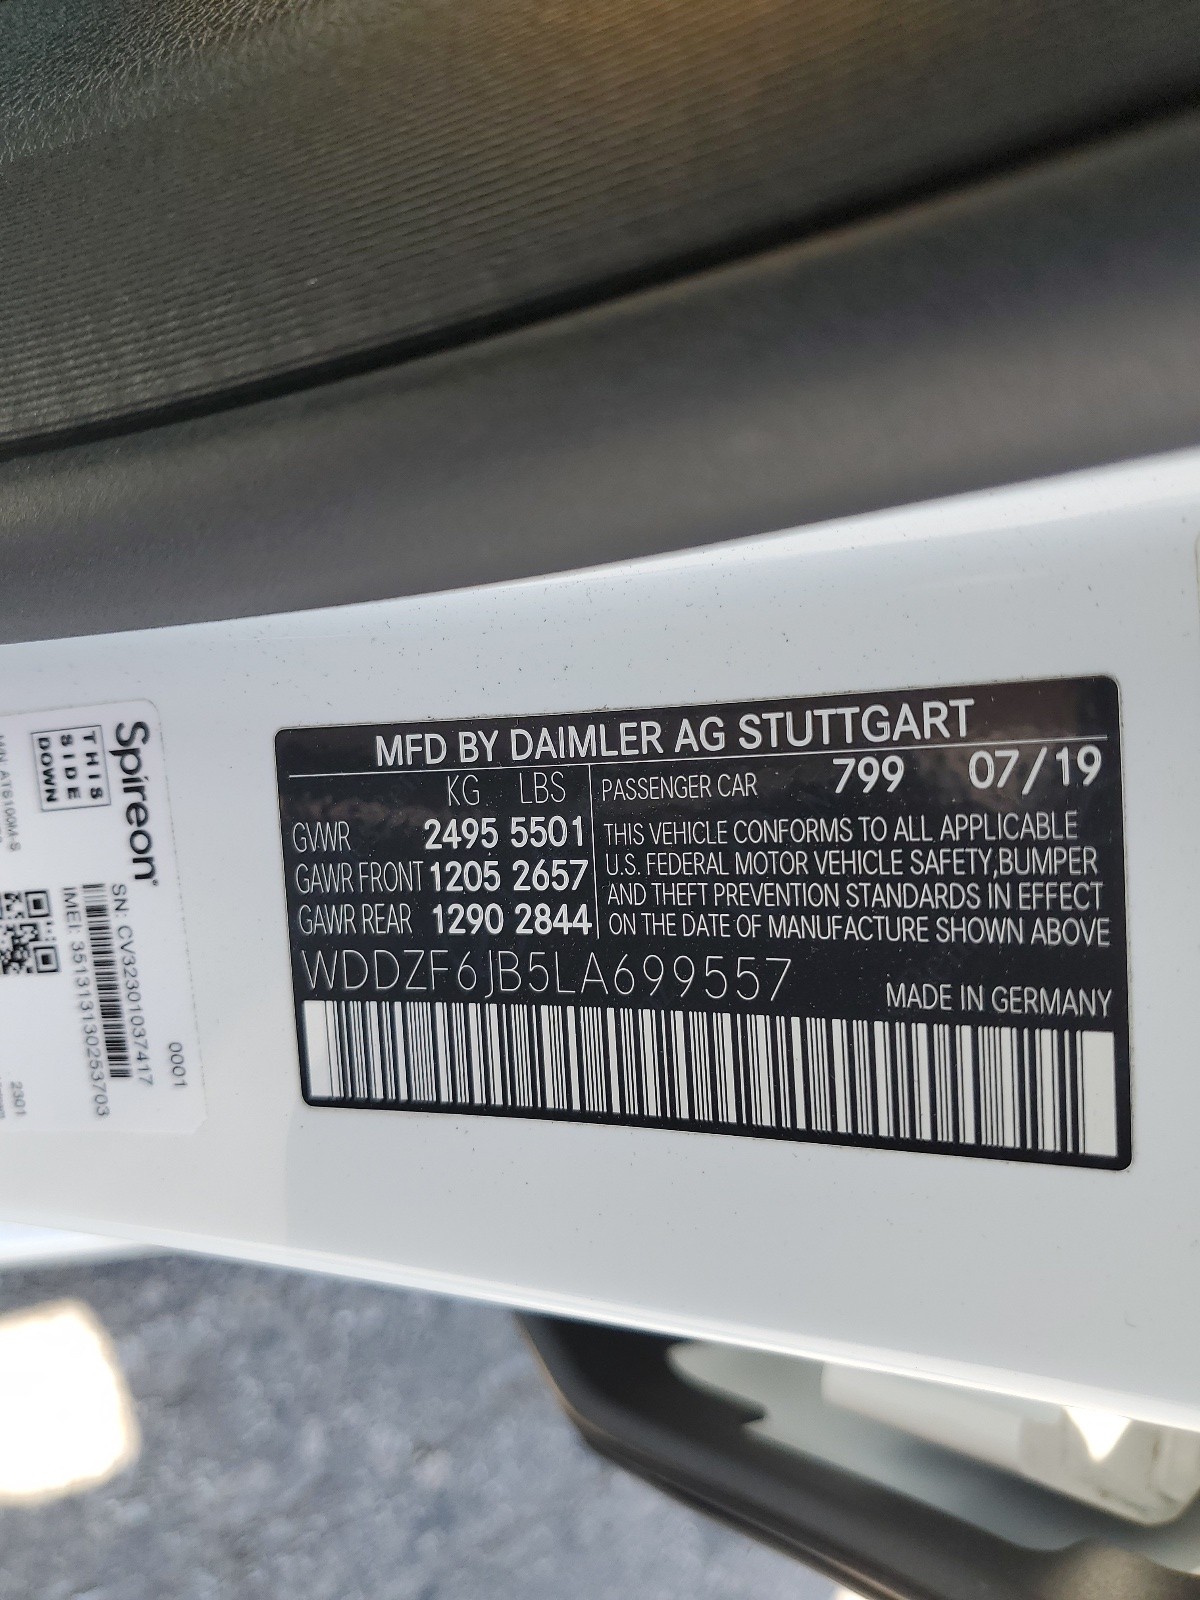 MFD BY DAIMLER AG STUTTGART
KG LBS PASSENGER CAR 799 07/19
GVWR 2495 5501
GAWR FRONT 1205 2657
GAWR REAR 1290 2844
THIS VEHICLE CONFORMS TO ALL APPLICABLE
U.S. FEDERAL MOTOR VEHICLE SAFETY,BUMPER
AND THEFT PREVENTION STANDARDS IN EFFECT
ON THE DATE OF MANUFACTURE SHOWN ABOVE
WDDZF6JB5LA699557
MADE IN GERMANY
Spireon
THIS
SIDE
DOWN
SN: CV32301037417
IMEI: 351313130253703
0001
2301